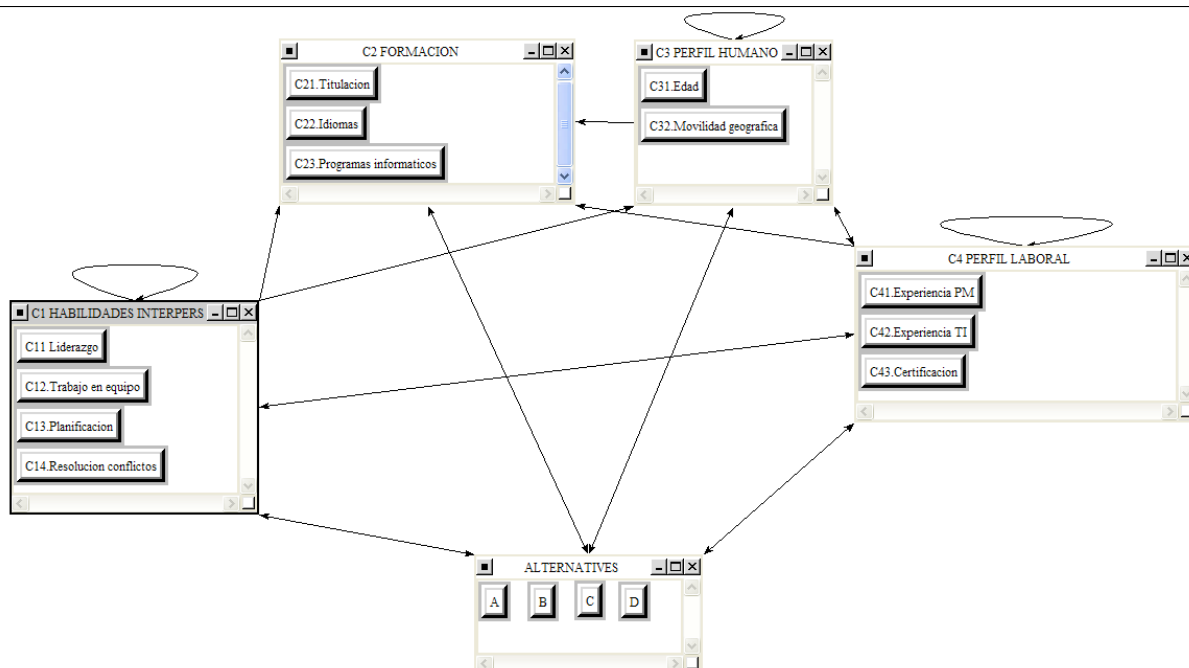 C2 FORMACION
C21.Titulacion
C22.Idiomas
C23.Programas informaticos
C3 PERFIL HUMANO
C31.Edad
C32.Movilidad geografica
C4 PERFIL LABORAL
C41.Experiencia PM
C42.Experiencia TI
C43.Certificacion
C1 HABILIDADES INTERPERS
C11 Liderazgo
C12.Trabajo en equipo
C13.Planificacion
C14.Resolucion conflictos
ALTERNATIVES
A B C D